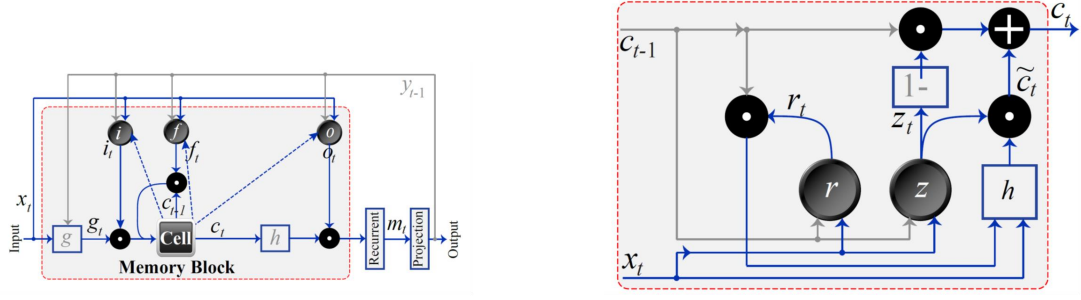 y_{t-1}
i f o
i_t f_t o_t
x_t
c_{t-1}
g_t c_t m_t
Input g Cell h Recurrent Projection Output
Memory Block
c_{t-1} c_t
1- \tilde{c}_t
r_t z_t
r z h
x_t